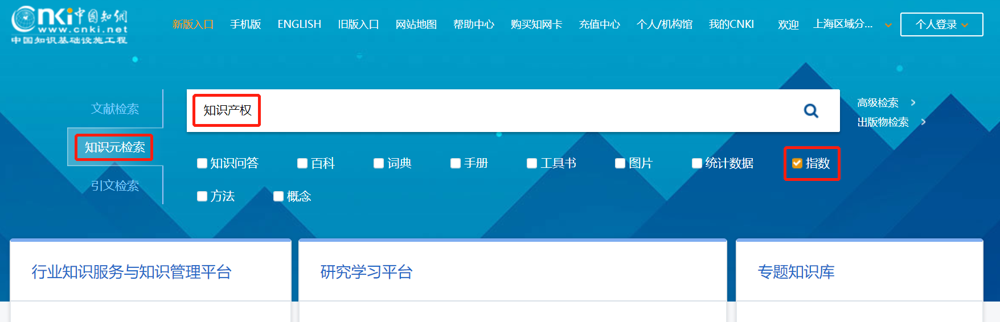 Cnki中国知網
www.cnki.net
中国知识基础设施工程
新版入口 手机版 ENGLISH 旧版入口 网站地图 帮助中心 购买知网卡 充值中心 个人/机构馆 我的CNKI 欢迎 上海区域分... 个人登录
文献检索
知识元检索
引文检索
知识产权
高级检索
出版物检索
知识问答 百科 词典 手册 工具书 图片 统计数据 指数
方法 概念
行业知识服务与知识管理平台 研究学习平台 专题知识库